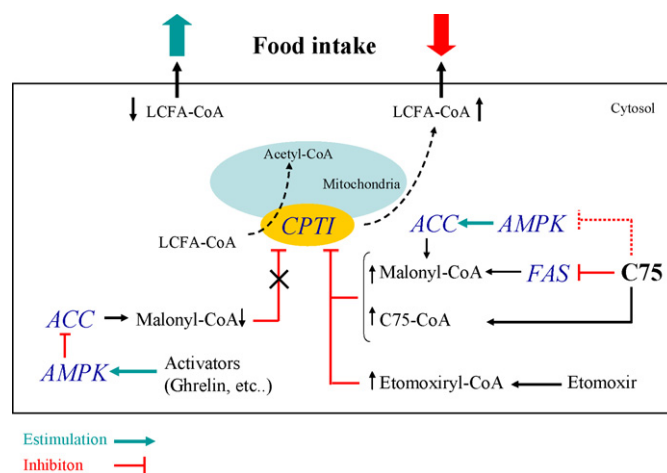 Food intake
LCFA-CoA
LCFA-CoA
Cytosol
Acetyl-CoA
Mitochondria
CPTI
ACC
AMPK
LCFA-CoA
Malonyl-CoA
FAS
C75
ACC
Malonyl-CoA
C75-CoA
AMPK
Activators
(Ghrelin, etc..)
Etomoxiryl-CoA
Etomoxir
Estimulation
Inhibiton